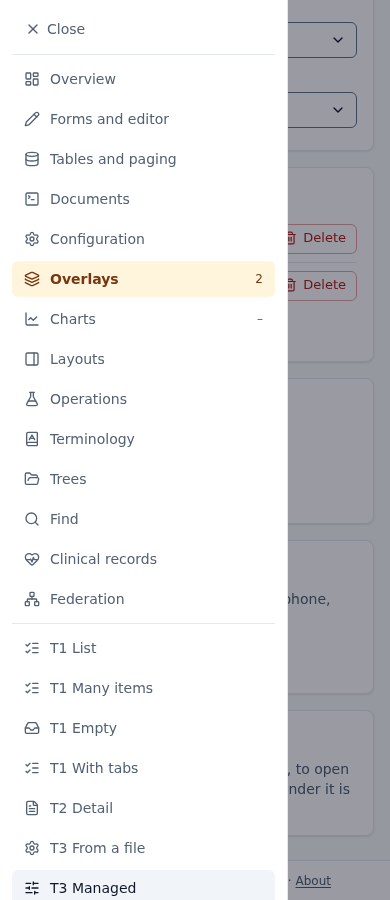 Close
Overview
Forms and editor
Tables and paging
Documents
Configuration
Delete
Overlays 2
Delete
Charts –
Layouts
Operations
Terminology
Trees
Find
Clinical records
Federation
phone,
T1 List
T1 Many items
T1 Empty
T1 With tabs
, to open
nder it is
T2 Detail
T3 From a file
· About
T3 Managed